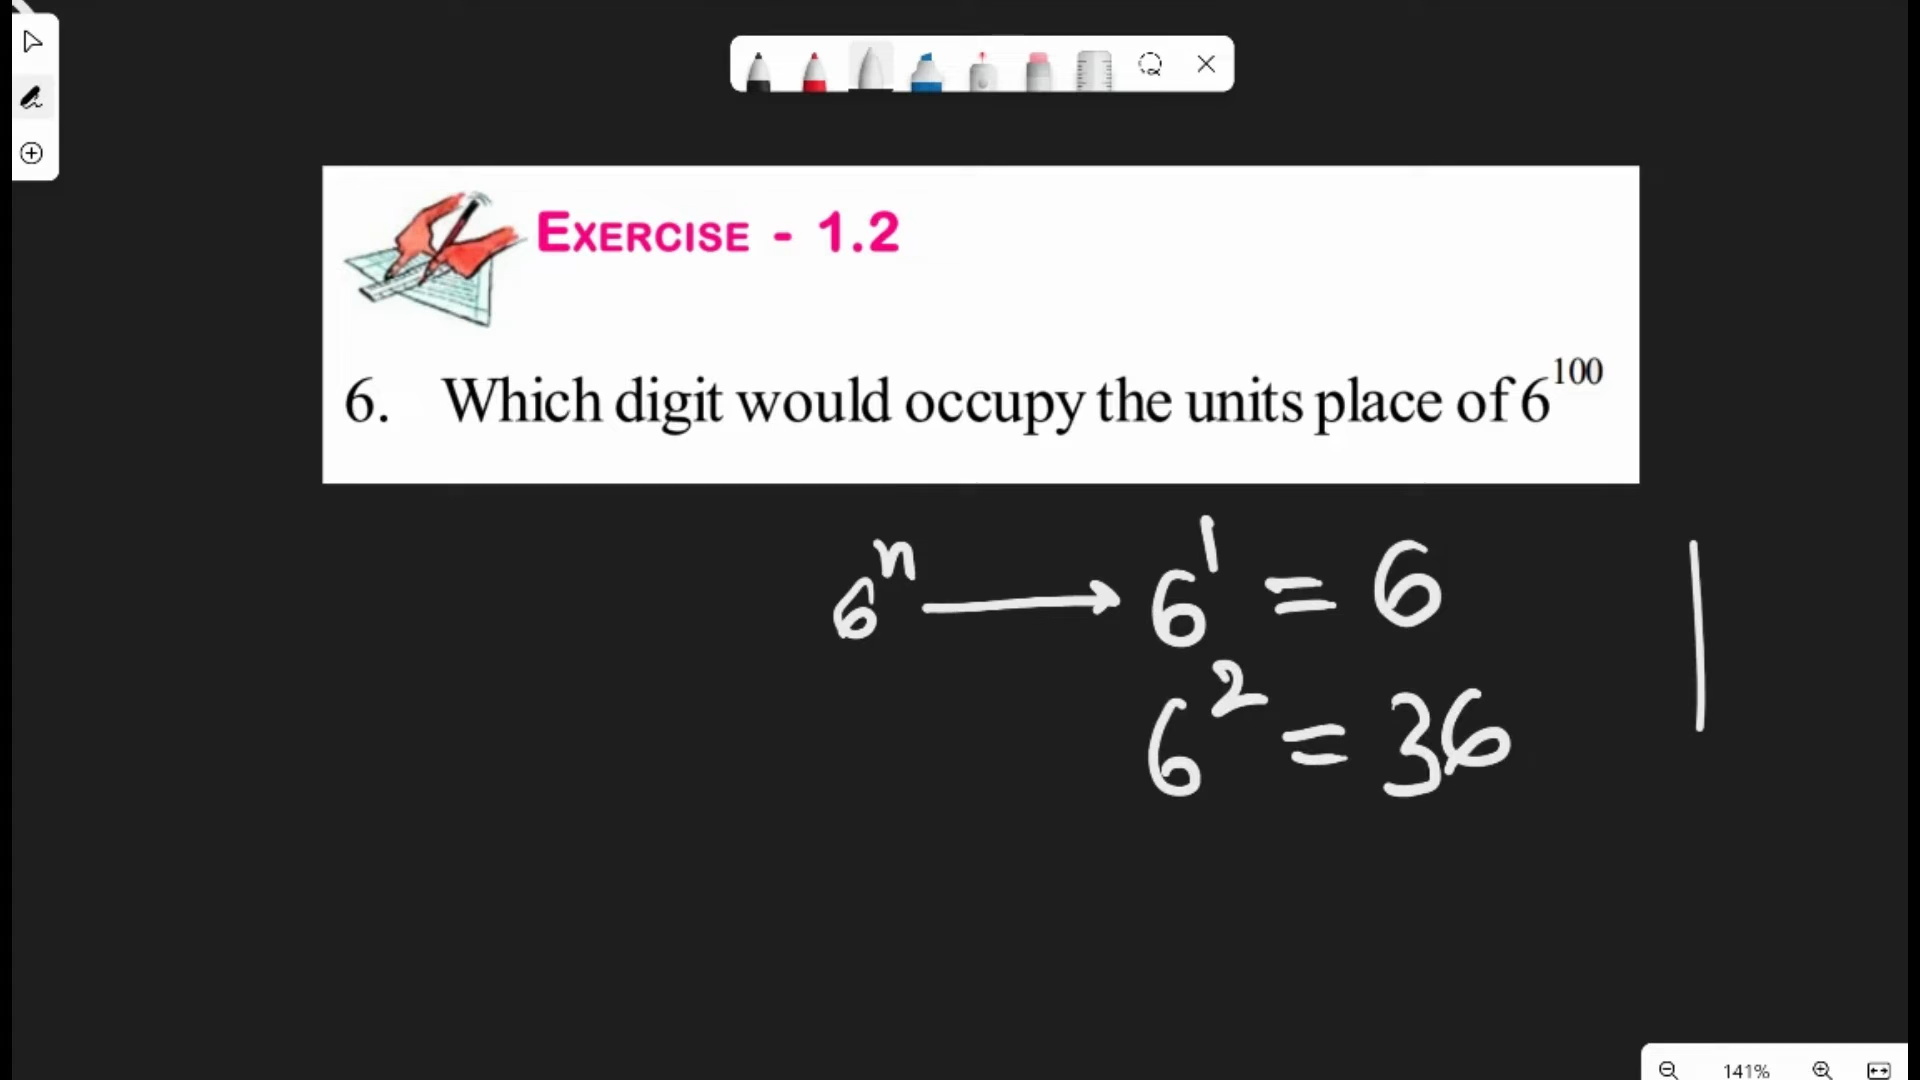 EXERCISE - 1.2
6. Which digit would occupy the units place of 6^100
6^n → 6^1 = 6
6^2 = 36
141%